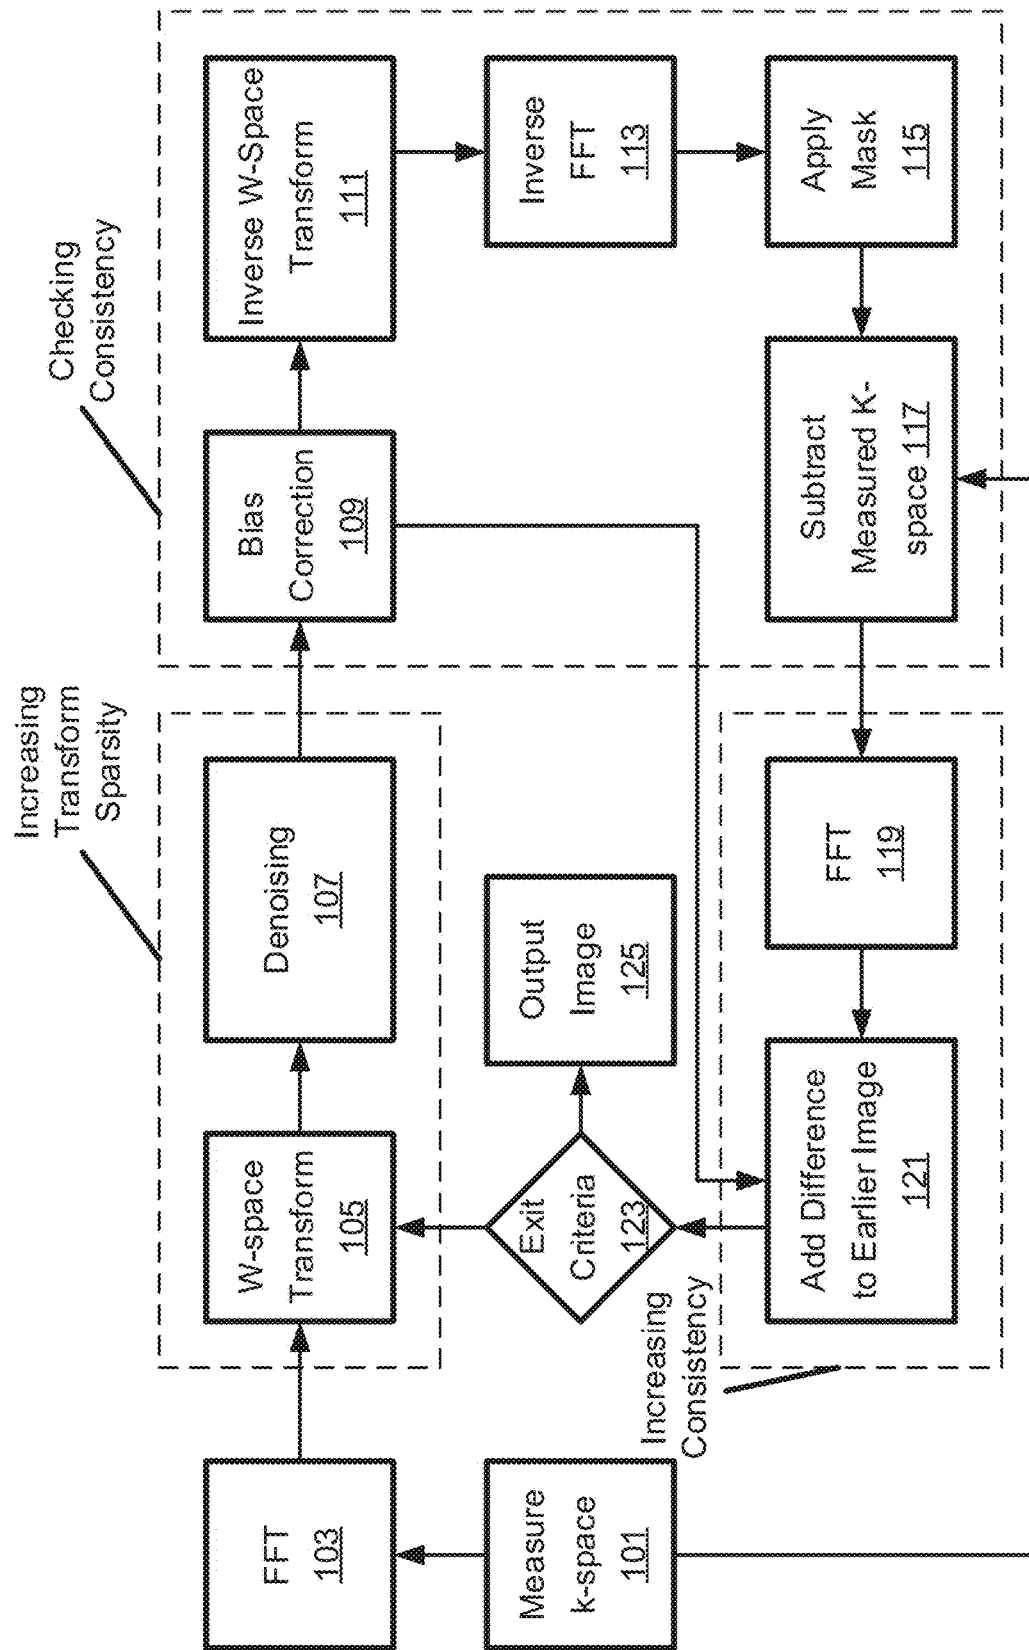 Increasing
Transform
Sparsity
Checking
Consistency
FFT
103
W-space
Transform
105
Denoising
107
Bias
Correction
109
Inverse W-Space
Transform
111
Measure
k-space
101
Exit
Criteria
123
Output
Image
125
Inverse
FFT
113
Increasing
Consistency
Add Difference
to Earlier Image
121
FFT
119
Subtract
Measured K-
space 117
Apply
Mask
115